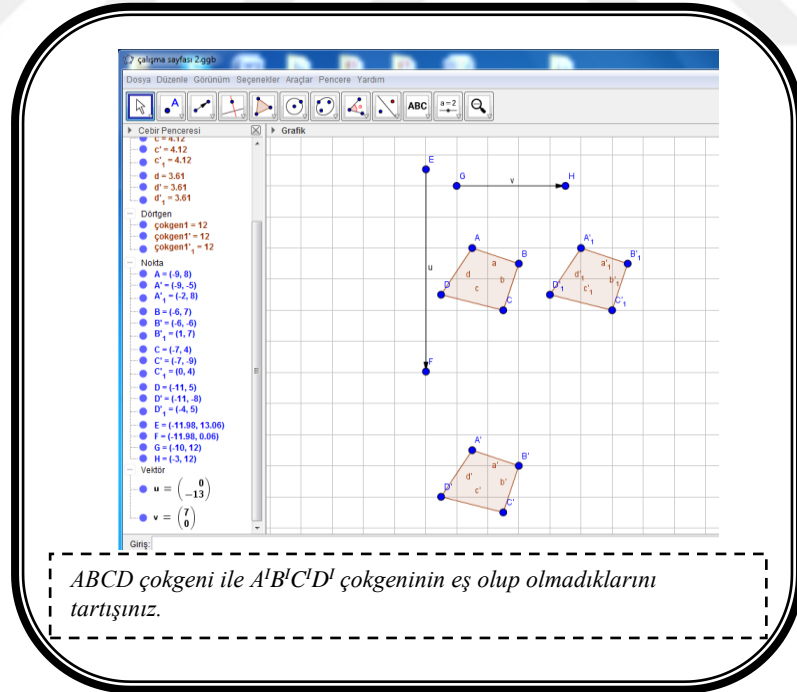 çalışma sayfası 2.ggb
Dosya Düzenle Görünüm Seçenekler Araçlar Pencere Yardım
A ABC a=2
Cebir Penceresi Grafik
c = 4.12
c' = 4.12
c'₁ = 4.12
d = 3.61
d' = 3.61
d'₁ = 3.61
Dörtgen
çokgen1 = 12
çokgen1' = 12
çokgen1'₁ = 12
Nokta
A = (-9, 8)
A' = (-9, -5)
A'₁ = (-2, 8)
B = (-6, 7)
B' = (-6, -6)
B'₁ = (1, 7)
C = (-7, 4)
C' = (-7, -9)
C'₁ = (0, 4)
D = (-11, 5)
D' = (-11, -8)
D'₁ = (-4, 5)
E = (-11.98, 13.06)
F = (-11.98, 0.06)
G = (-10, 12)
H = (-3, 12)
Vektör
u = (0 -13)
v = (7 0)
Giriş:
E
G v H
A A'₁
B B'₁
u d a b c d'₁ a'₁ b'₁ c'₁
D C D'₁ C'₁
F
A'
B'
d' a' b' c'
D' C'
ABCD çokgeni ile AᴵBᴵCᴵDᴵ çokgeninin eş olup olmadıklarını
tartışınız.